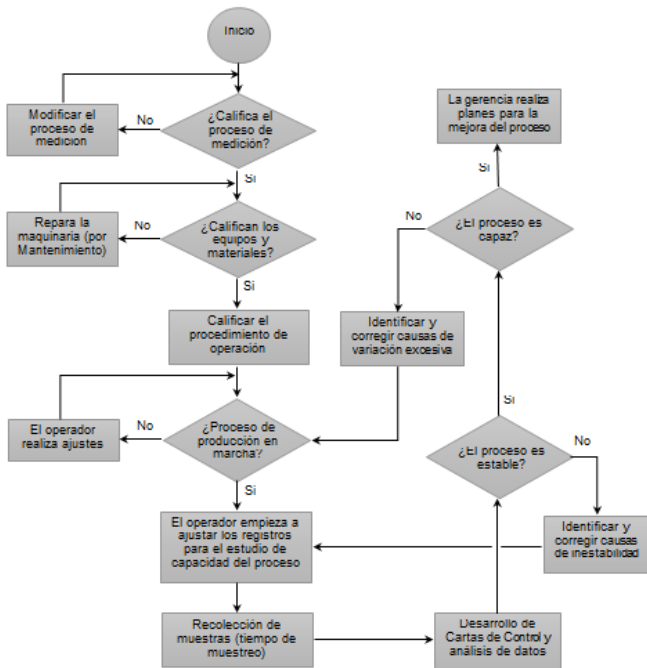 Inicio
Modificar el
proceso de
medición
No
¿Califica el
proceso de
medición?
Si
Repara la
maquinaria (por
Mantenimiento)
No
¿Califican los
equipos y
materiales?
Si
Calificar el
procedimiento de
operación
El operador
realiza ajustes
No
¿Proceso de
producción en
marcha?
Si
El operador empieza a
ajustar los registros
para el estudio de
capacidad del proceso
Recolección de
muestras (tiempo de
muestreo)
Desarrollo de
Cartas de Control y
análisis de datos
¿El proceso es
estable?
No
Identificar y
corregir causas
de inestabilidad
Si
¿El proceso es
capaz?
No
Identificar y
corregir causas de
variación excesiva
Si
La gerencia realiza
planes para la
mejora del proceso